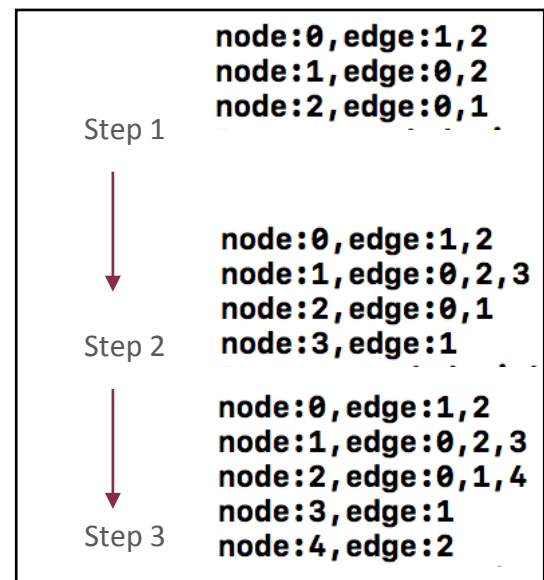 node:0,edge:1,2
node:1,edge:0,2
node:2,edge:0,1
Step 1
node:0,edge:1,2
node:1,edge:0,2,3
node:2,edge:0,1
Step 2
node:3,edge:1
node:0,edge:1,2
node:1,edge:0,2,3
node:2,edge:0,1,4
node:3,edge:1
Step 3
node:4,edge:2